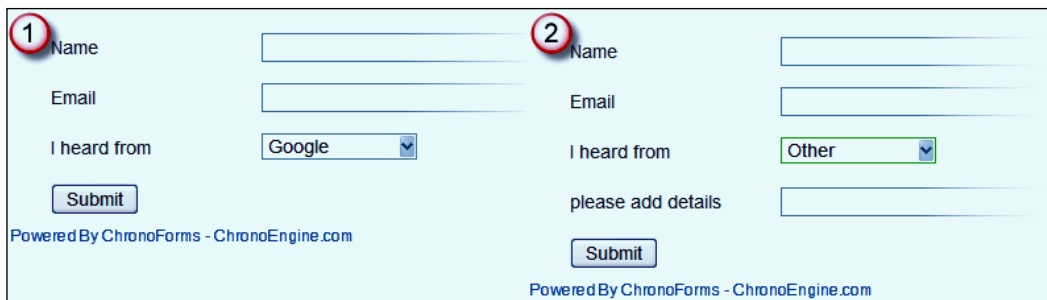 1
Name
Email
I heard from
Google
Submit
Powered By ChronoForms - ChronoEngine.com
2
Name
Email
I heard from
Other
please add details
Submit
Powered By ChronoForms - ChronoEngine.com